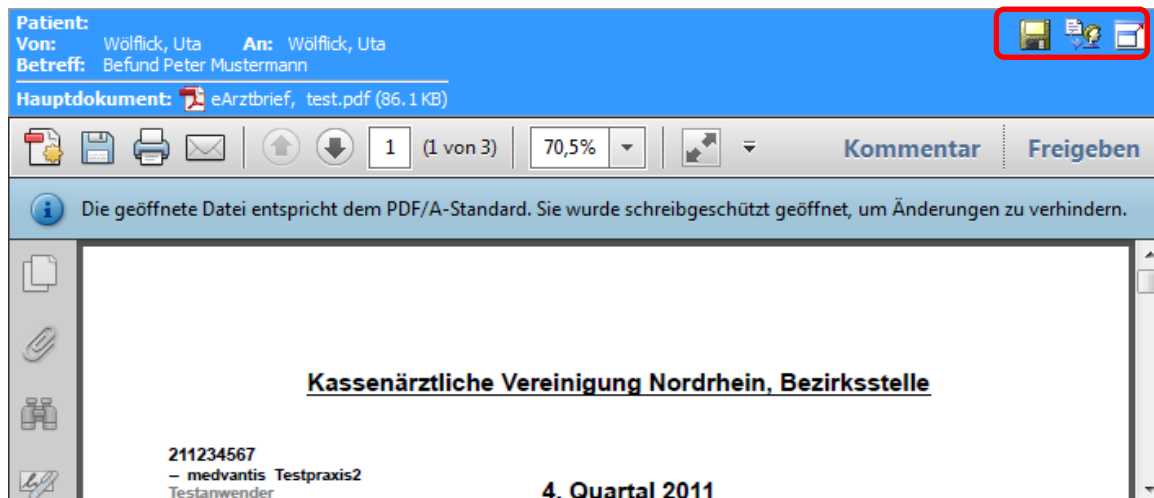 Patient:
Von: Wölflick, Uta An: Wölflick, Uta
Betreff: Befund Peter Mustermann
Hauptdokument: eArztbrief, test.pdf (86.1 KB)
1 (1 von 3) 70,5% Kommentar Freigeben
Die geöffnete Datei entspricht dem PDF/A-Standard. Sie wurde schreibgeschützt geöffnet, um Änderungen zu verhindern.
Kassenärztliche Vereinigung Nordrhein, Bezirksstelle
211234567
– medvantis Testpraxis2
Testanwender
4. Quartal 2011